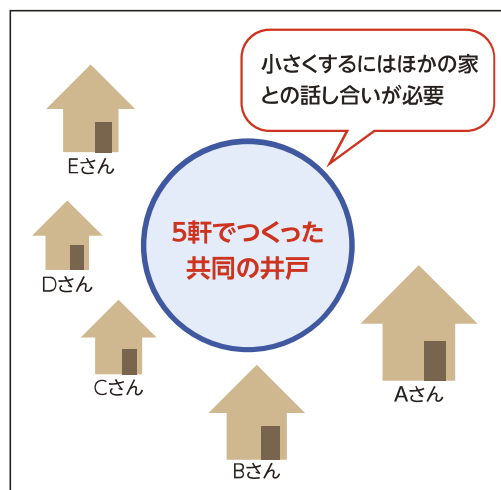 小さくするにはほかの家
との話し合いが必要
Eさん
5軒でつくった
共同の井戸
Dさん
Cさん
Aさん
Bさん